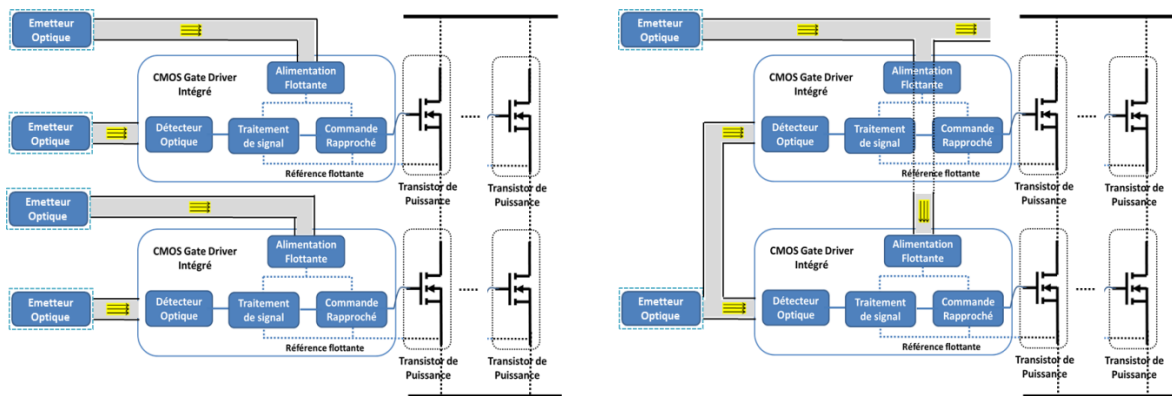 Emetteur
Optique
CMOS Gate Driver
Intégré
Alimentation
Flottante
Emetteur
Optique
Détecteur
Optique
Traitement
de signal
Commande
Rapproché
Référence flottante
Transistor de
Puissance
Transistor de
Puissance
Emetteur
Optique
CMOS Gate Driver
Intégré
Alimentation
Flottante
Emetteur
Optique
Détecteur
Optique
Traitement
de signal
Commande
Rapproché
Référence flottante
Transistor de
Puissance
Transistor de
Puissance
Emetteur
Optique
CMOS Gate Driver
Intégré
Alimentation
Flottante
Détecteur
Optique
Traitement
de signal
Commande
Rapproché
Référence flottante
Transistor de
Puissance
Transistor de
Puissance
CMOS Gate Driver
Intégré
Alimentation
Flottante
Emetteur
Optique
Détecteur
Optique
Traitement
de signal
Commande
Rapproché
Référence flottante
Transistor de
Puissance
Transistor de
Puissance